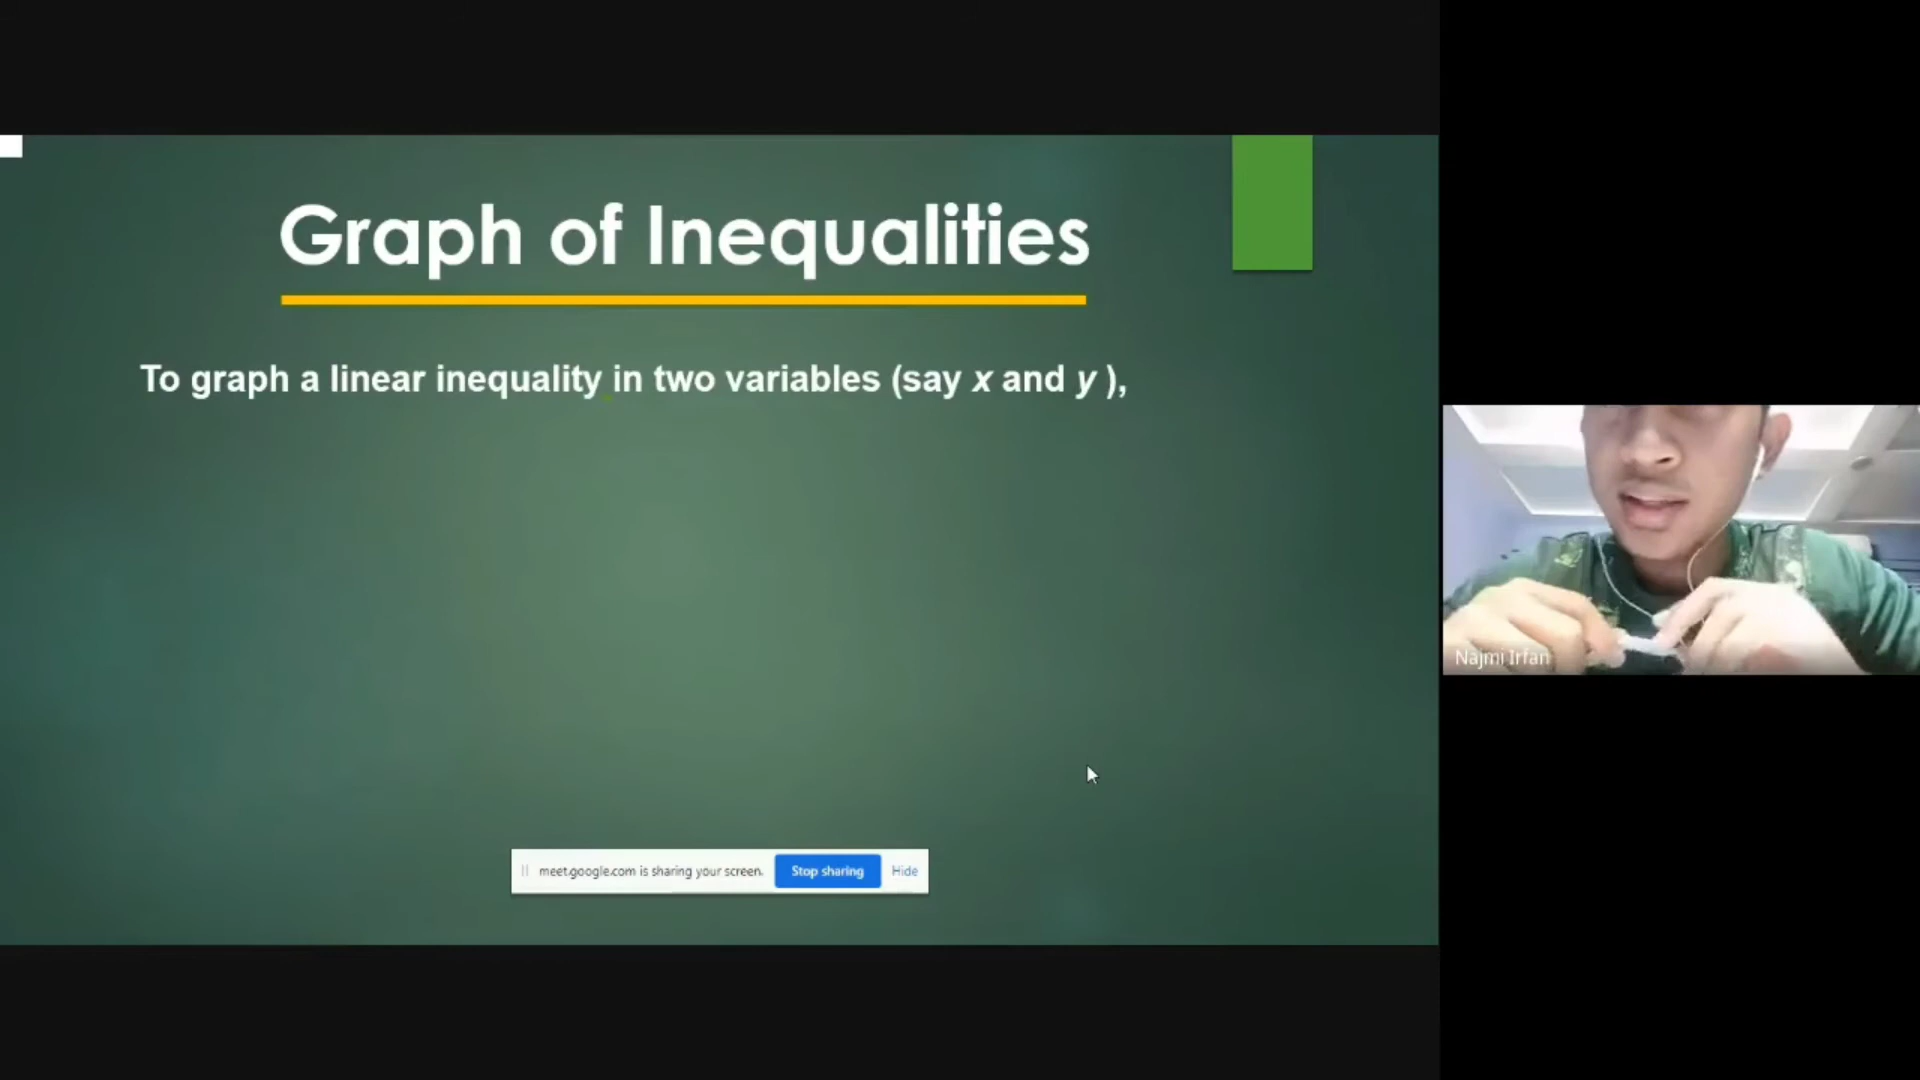 Graph of Inequalities
To graph a linear inequality in two variables (say x and y ),
Najmi Irfan
meet.google.com is sharing your screen. Stop sharing Hide